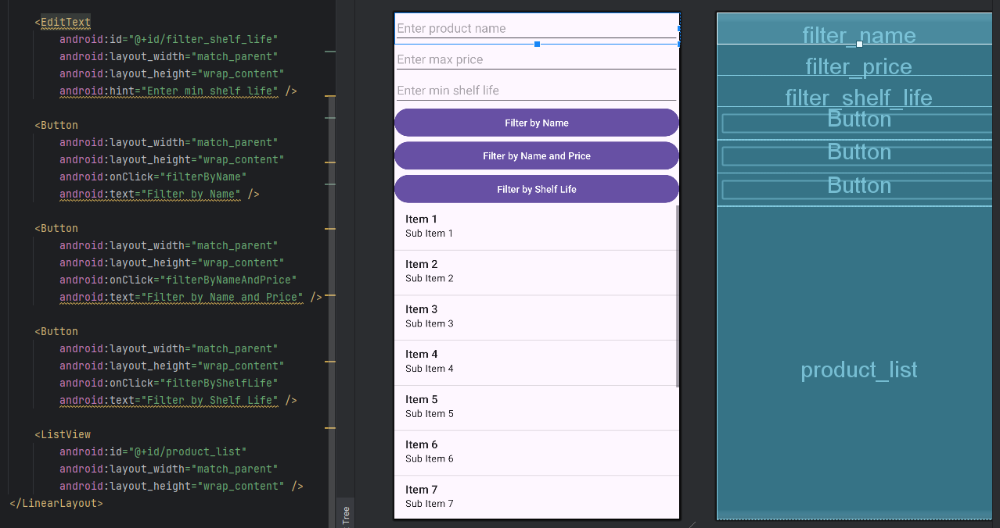 <EditText
android:id="@+id/filter_shelf_life"
android:layout_width="match_parent"
android:layout_height="wrap_content"
android:hint="Enter min shelf life" />
<Button
android:layout_width="match_parent"
android:layout_height="wrap_content"
android:onClick="filterByName"
android:text="Filter by Name" />
<Button
android:layout_width="match_parent"
android:layout_height="wrap_content"
android:onClick="filterByNameAndPrice"
android:text="Filter by Name and Price" />
<Button
android:layout_width="match_parent"
android:layout_height="wrap_content"
android:onClick="filterByShelfLife"
android:text="Filter by Shelf Life" />
<ListView
android:id="@+id/product_list"
android:layout_width="match_parent"
android:layout_height="wrap_content" />
</LinearLayout>
Tree
Enter product name
Enter max price
Enter min shelf life
Filter by Name
Filter by Name and Price
Filter by Shelf Life
Item 1
Sub Item 1
Item 2
Sub Item 2
Item 3
Sub Item 3
Item 4
Sub Item 4
Item 5
Sub Item 5
Item 6
Sub Item 6
Item 7
Sub Item 7
filter_name
filter_price
filter_shelf_life
Button
Button
Button
product_list